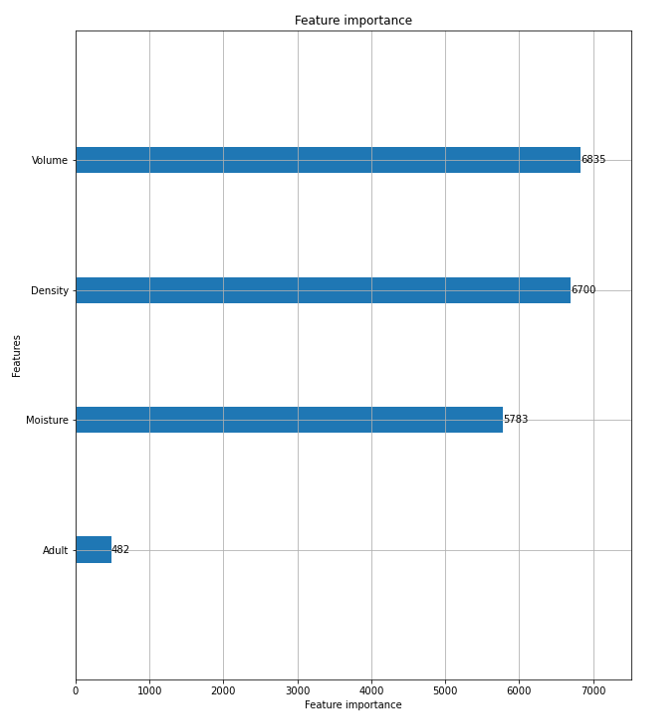 Feature importance
Volume
6835
Density
6700
Features
Moisture
5783
Adult
482
0 1000 2000 3000 4000 5000 6000 7000
Feature importance